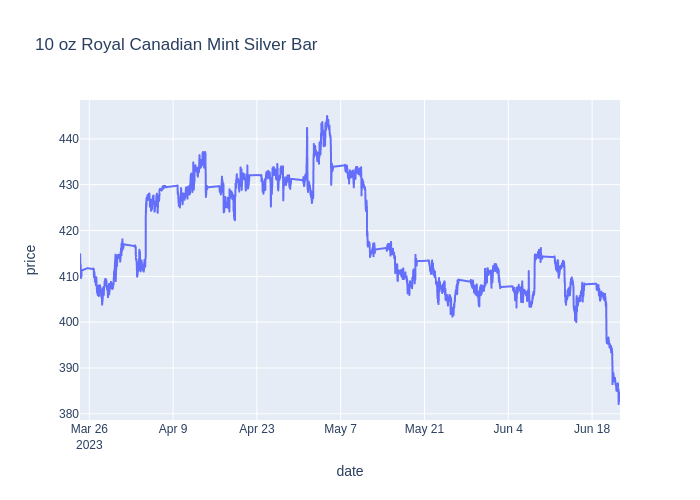 10 oz Royal Canadian Mint Silver Bar
440
430
420
410
400
390
380
price
Mar 26
2023
Apr 9
Apr 23
May 7
May 21
Jun 4
Jun 18
date